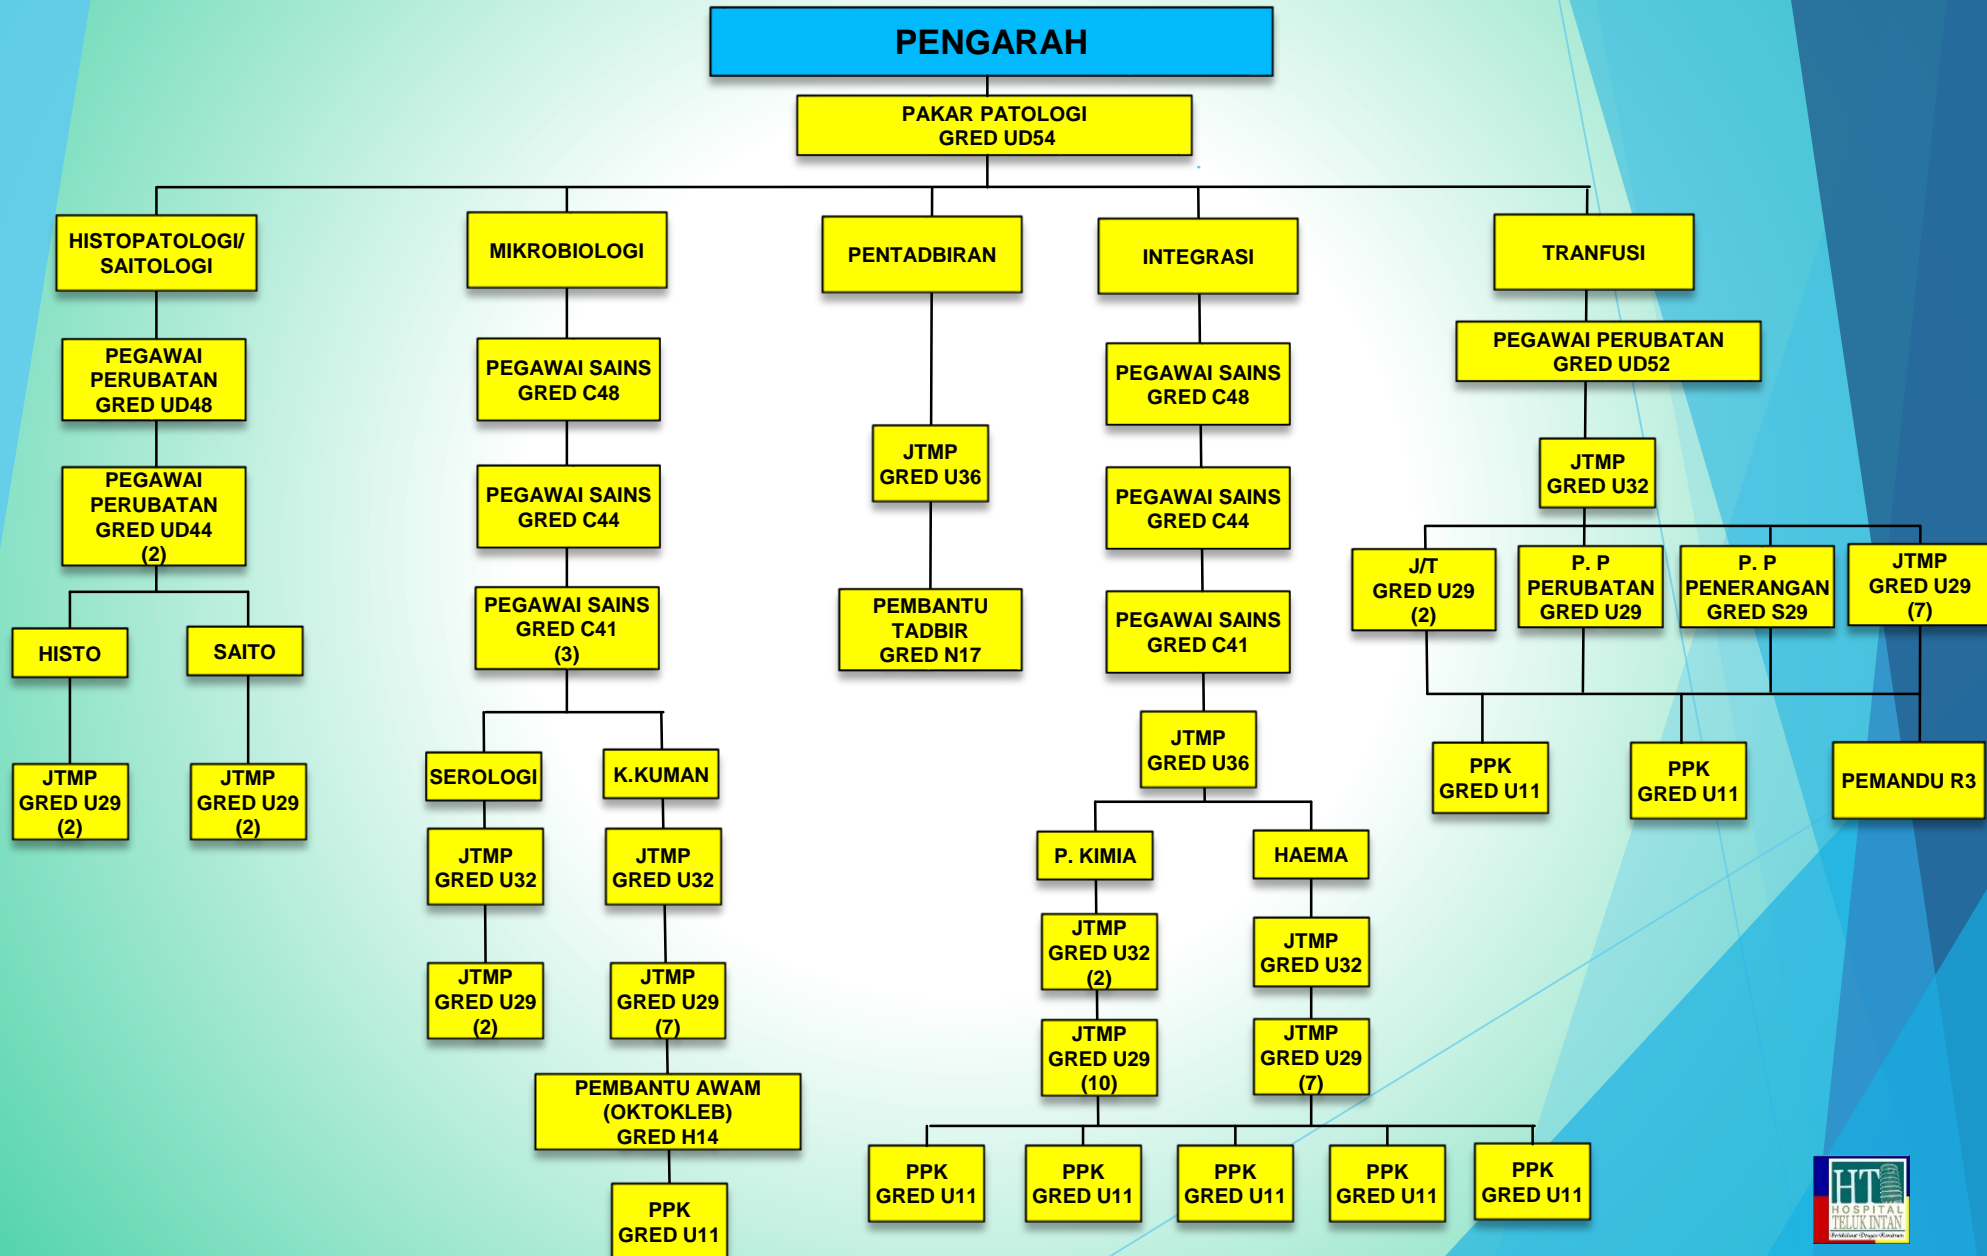 PENGARAH
PAKAR PATOLOGI
GRED UD54
HISTOPATOLOGI/
SAITOLOGI
PEGAWAI
PERUBATAN
GRED UD48
PEGAWAI
PERUBATAN
GRED UD44
(2)
HISTO
JTMP
GRED U29
(2)
SAITO
JTMP
GRED U29
(2)
MIKROBIOLOGI
PEGAWAI SAINS
GRED C48
PEGAWAI SAINS
GRED C44
PEGAWAI SAINS
GRED C41
(3)
SEROLOGI
JTMP
GRED U32
JTMP
GRED U29
(2)
K.KUMAN
JTMP
GRED U32
JTMP
GRED U29
(7)
PEMBANTU AWAM
(OKTOKLEB)
GRED H14
PPK
GRED U11
PENTADBIRAN
JTMP
GRED U36
PEMBANTU
TADBIR
GRED N17
INTEGRASI
PEGAWAI SAINS
GRED C48
PEGAWAI SAINS
GRED C44
PEGAWAI SAINS
GRED C41
JTMP
GRED U36
P. KIMIA
JTMP
GRED U32
(2)
JTMP
GRED U29
(10)
HAEMA
JTMP
GRED U32
JTMP
GRED U29
(7)
PPK
GRED U11
PPK
GRED U11
PPK
GRED U11
PPK
GRED U11
PPK
GRED U11
TRANFUSI
PEGAWAI PERUBATAN
GRED UD52
JTMP
GRED U32
J/T
GRED U29
(2)
P. P
PERUBATAN
GRED U29
P. P
PENERANGAN
GRED S29
JTMP
GRED U29
(7)
PPK
GRED U11
PPK
GRED U11
PEMANDU R3
HT
HOSPITAL
TELUK INTAN